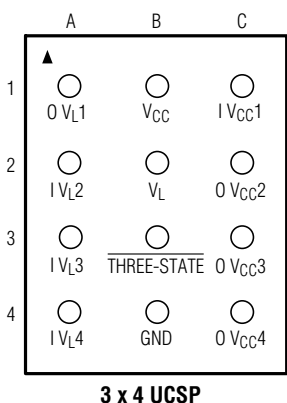 A B C
1
O VL1 VCC I VCC1
2
I VL2 VL O VCC2
3
I VL3 THREE-STATE O VCC3
4
I VL4 GND O VCC4
3 x 4 UCSP